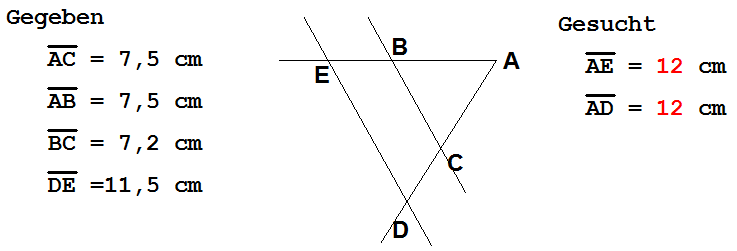 Gegeben
AC = 7,5 cm
AB = 7,5 cm
BC = 7,2 cm
DE =11,5 cm
B
A
E
C
D
Gesucht
AE = 12 cm
AD = 12 cm